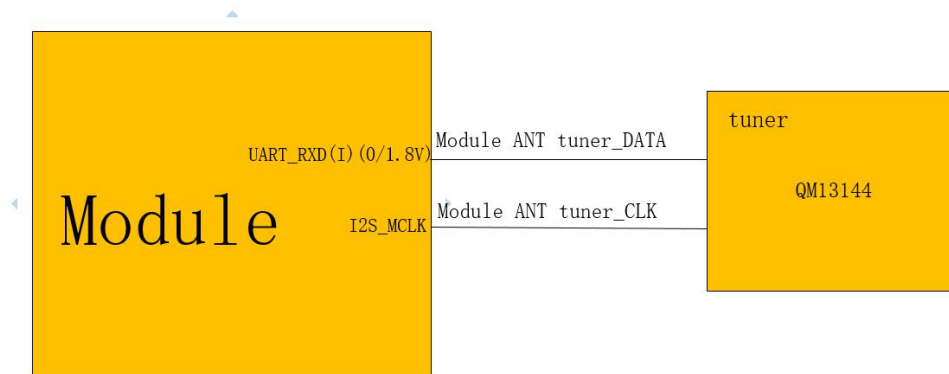 Module
UART_RXD(I)(0/1.8V)
I2S_MCLK
Module ANT tuner_DATA
Module ANT tuner_CLK
tuner
QM13144